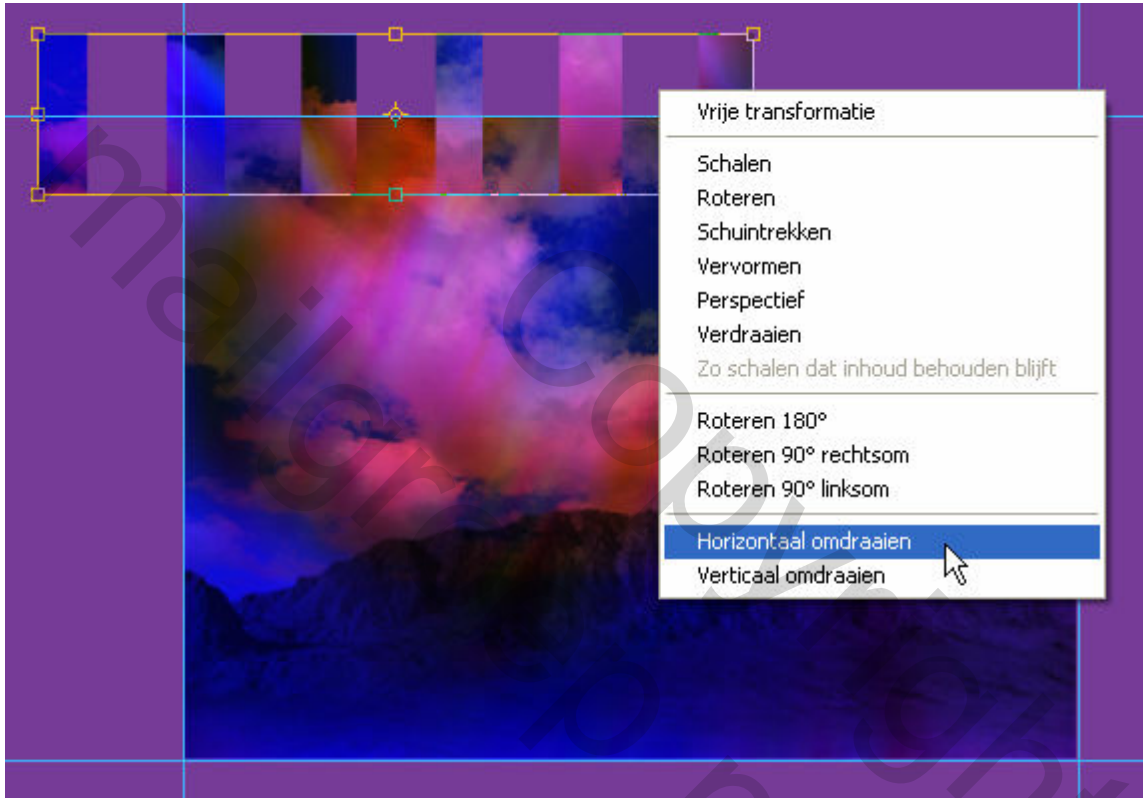 Vrije transformatie
Schalen
Roteren
Schuintrekken
Vervormen
Perspectief
Verdraaien
Zo schalen dat inhoud behouden blijft
Roteren 180°
Roteren 90° rechtsom
Roteren 90° linksom
Horizontaal omdraaien
Verticaal omdraaien